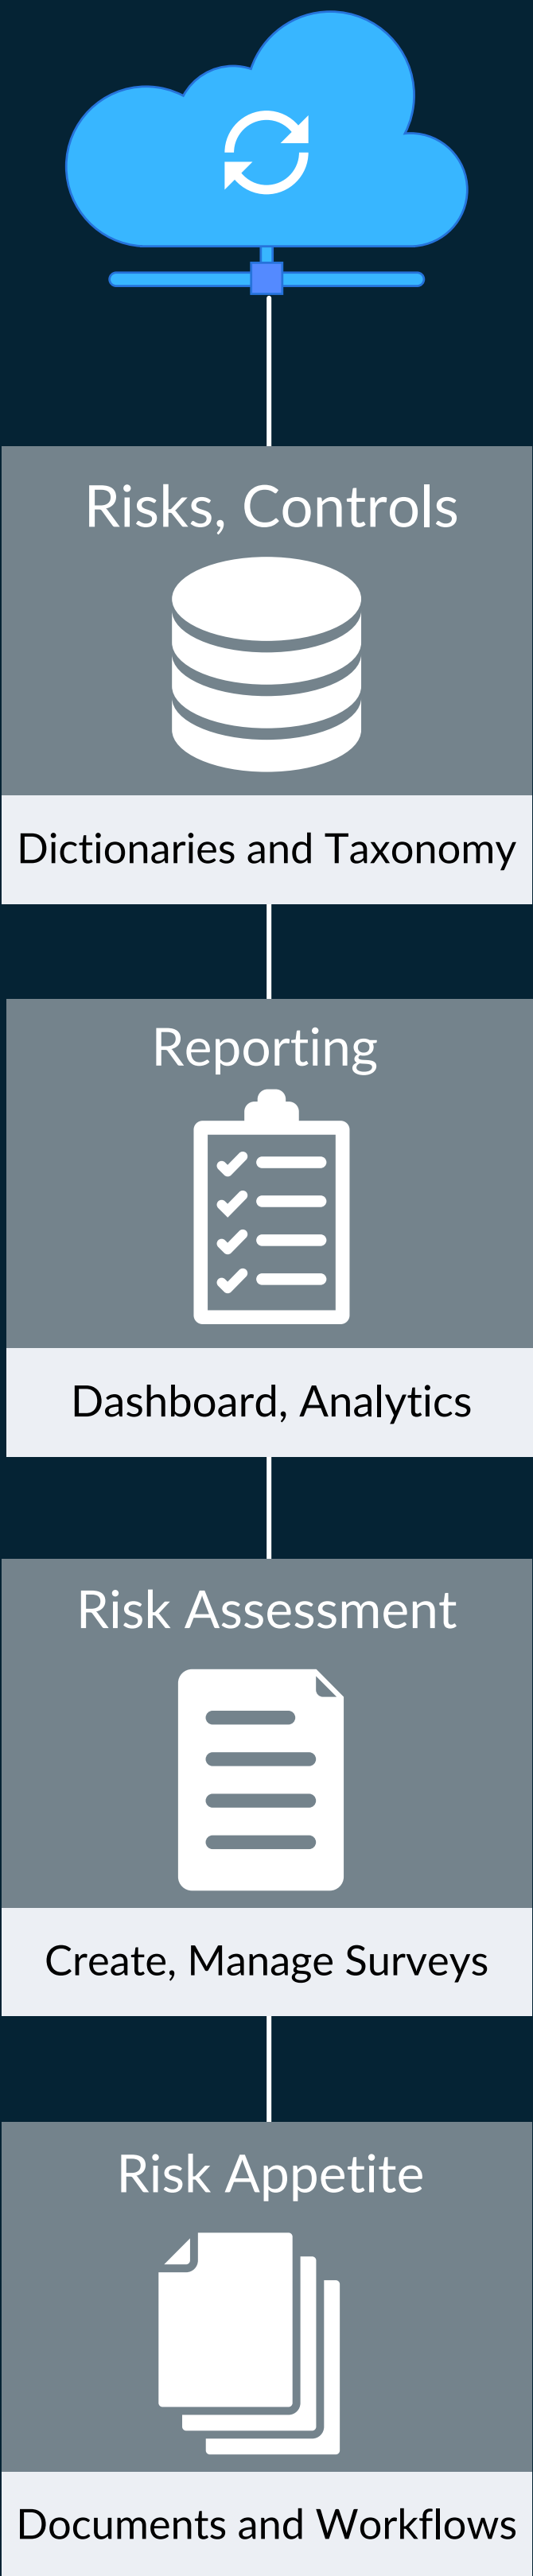 Risks, Controls
Dictionaries and Taxonomy
Reporting
Dashboard, Analytics
Risk Assessment
Create, Manage Surveys
Risk Appetite
Documents and Workflows